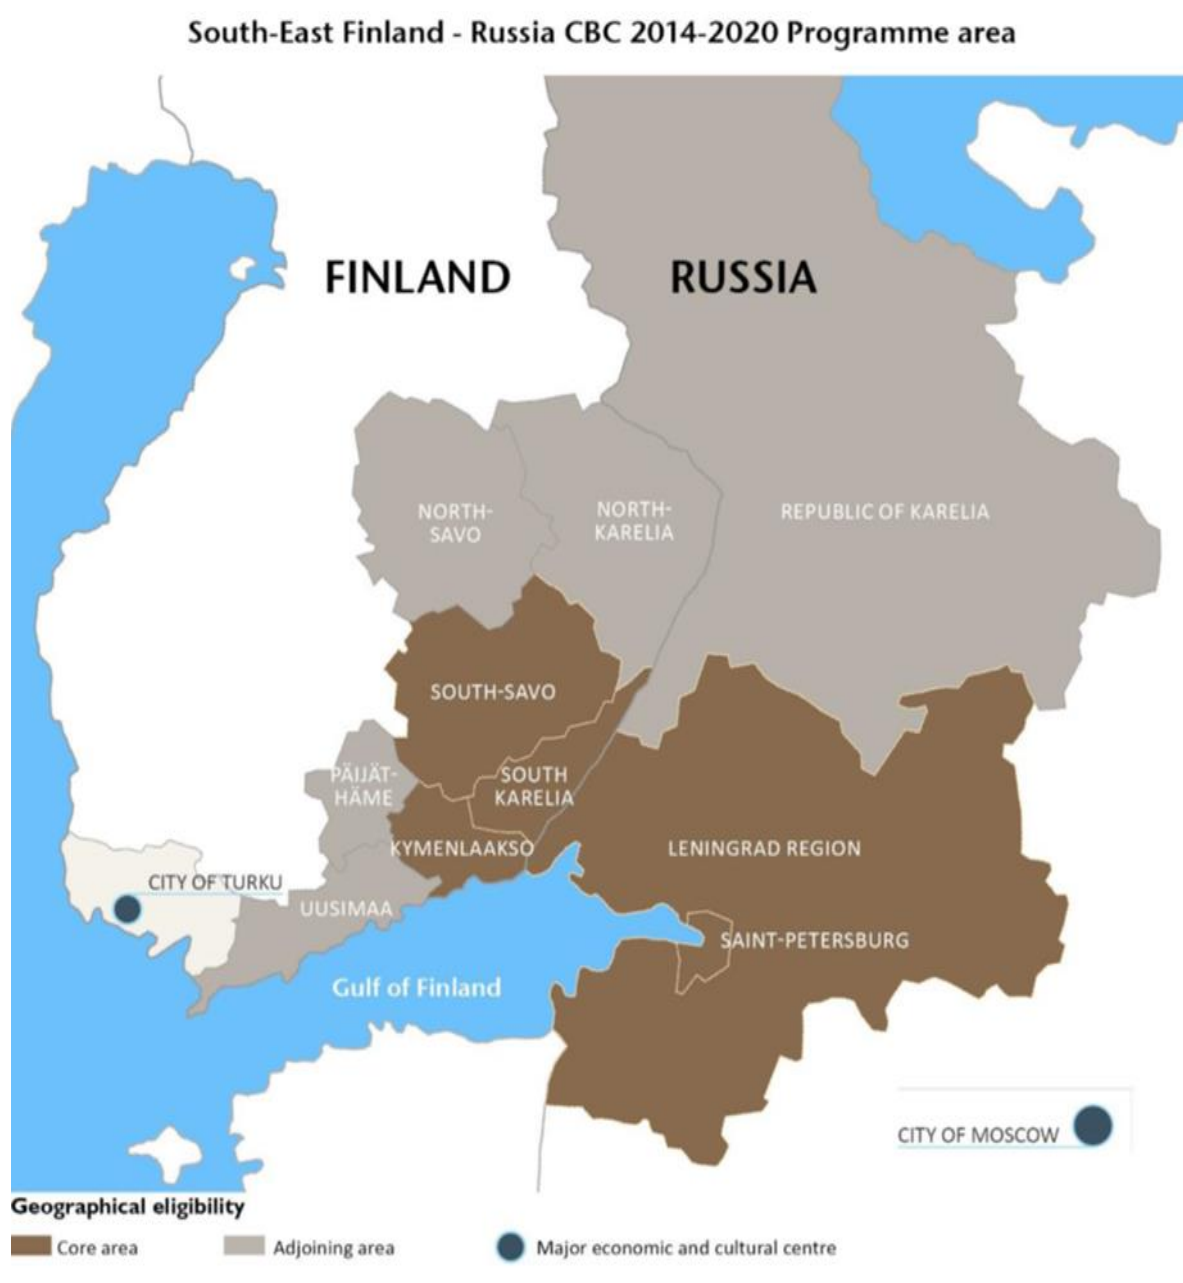 South-East Finland - Russia CBC 2014-2020 Programme area
FINLAND
RUSSIA
NORTH-
SAVO
NORTH-
KARELIA
REPUBLIC OF KARELIA
SOUTH-SAVO
PÄIJÄT-
HÄME
SOUTH
KARELIA
KYMENLAAKSO
LENINGRAD REGION
CITY OF TURKU
UUSIMAA
SAINT-PETERSBURG
Gulf of Finland
CITY OF MOSCOW
Geographical eligibility
Core area
Adjoining area
Major economic and cultural centre